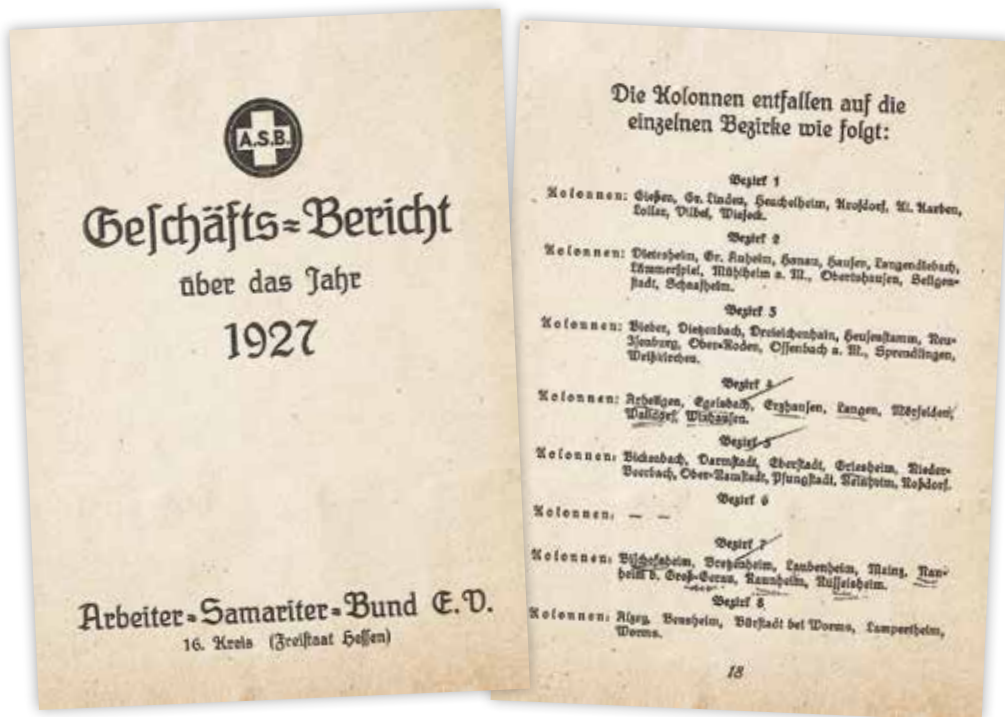 A.S.B.
Geschäfts=Bericht
über das Jahr
1927
Arbeiter=Samariter=Bund E.V.
16. Kreis (Freistaat Hessen)
Die Kolonnen entfallen auf die
einzelnen Bezirke wie folgt:
Bezirk 1
Kolonnen: Gießen, Gr. Linden, Heuchelheim, Krofdorf, Kl. Karben,
Lollar, Vilbel, Wieseck.
Bezirk 2
Kolonnen: Dietesheim, Gr. Auheim, Hanau, Hausen, Langendiebach,
Lämmerspiel, Mühlheim a. M., Obertshausen, Seligen=
stadt, Schaafheim.
Bezirk 3
Kolonnen: Bieber, Dietzenbach, Dreieichenhain, Heusenstamm, Neu=
Isenburg, Ober=Roden, Offenbach a. M., Sprendlingen,
Weißkirchen.
Bezirk 4
Kolonnen: Arheilgen, Egelsbach, Erzhausen, Langen, Mörfelden,
Walldorf, Wixhausen.
Bezirk 5
Kolonnen: Bickenbach, Darmstadt, Eberstadt, Griesheim, Nieder=
Beerbach, Ober=Ramstadt, Pfungstadt, Reinheim, Roßdorf.
Bezirk 6
Kolonnen: — —
Bezirk 7
Kolonnen: Bischofsheim, Bretzenheim, Laubenheim, Mainz, Nau=
heim b. Groß=Gerau, Raunheim, Rüsselsheim.
Bezirk 8
Kolonnen: Alzey, Bensheim, Bürstadt bei Worms, Lampertheim,
Worms.
18